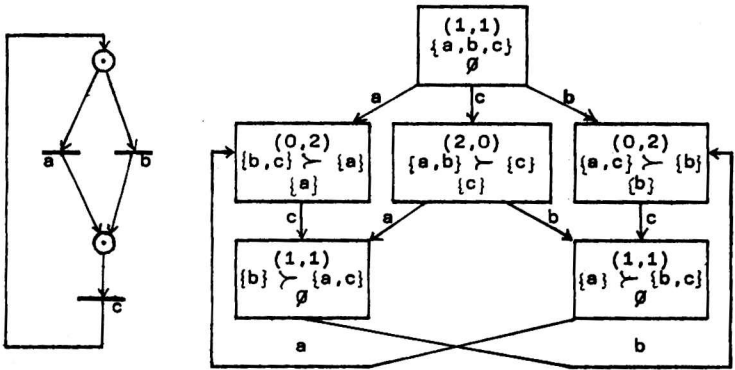 a
b
c
(1,1)
{a,b,c}
∅
a
c
b
(0,2)
{b,c} ≻ {a}
{a}
(2,0)
{a,b} ≻ {c}
{c}
(0,2)
{a,c} ≻ {b}
{b}
c
a
b
c
(1,1)
{b} ≻ {a,c}
∅
(1,1)
{a} ≻ {b,c}
∅
a
b